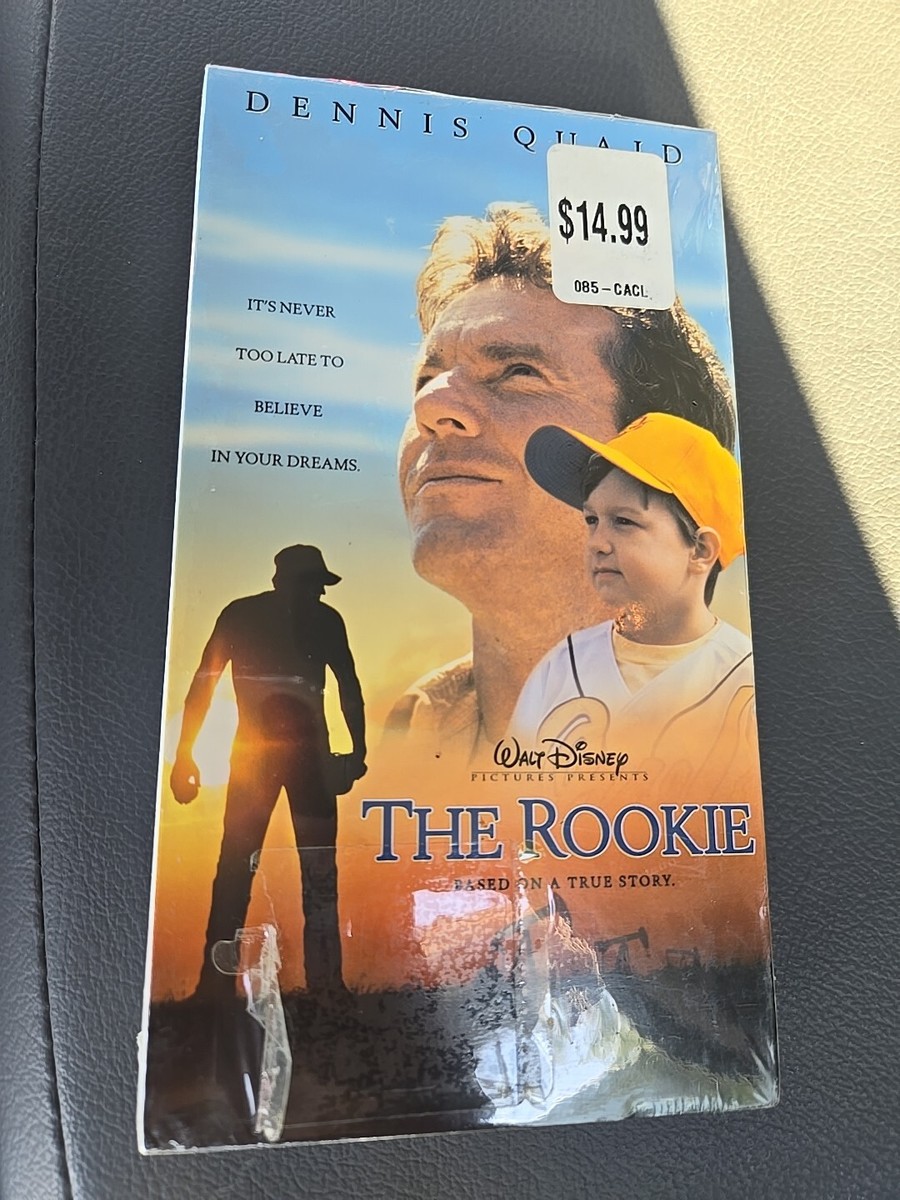 DENNIS QUAID
$14.99
085-CACL
IT'S NEVER
TOO LATE TO
BELIEVE
IN YOUR DREAMS.
WALT DISNEY
PICTURES PRESENTS
THE ROOKIE
BASED ON A TRUE STORY.